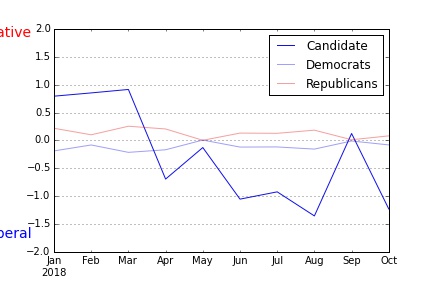 ative
beral
2.0
1.5
1.0
0.5
0.0
−0.5
−1.0
−1.5
−2.0
Candidate
Democrats
Republicans
Jan Feb Mar Apr May Jun Jul Aug Sep Oct
2018